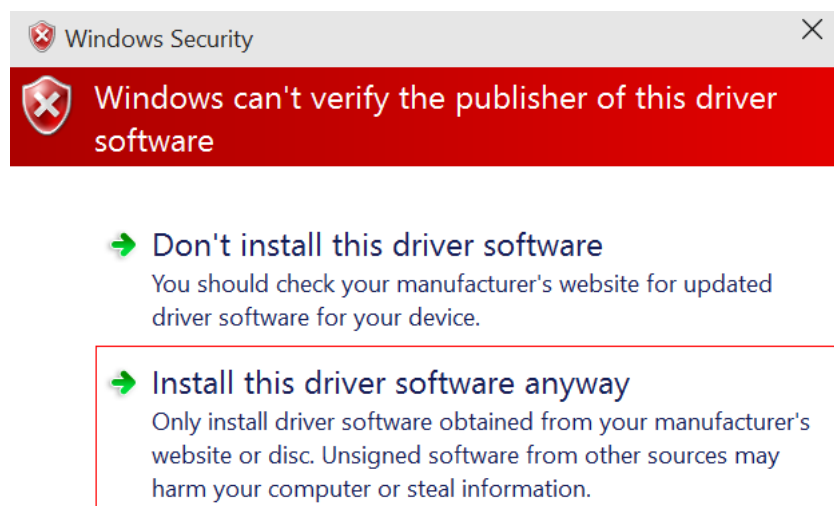 Windows Security
Windows can't verify the publisher of this driver
software
Don't install this driver software
You should check your manufacturer's website for updated
driver software for your device.
Install this driver software anyway
Only install driver software obtained from your manufacturer's
website or disc. Unsigned software from other sources may
harm your computer or steal information.